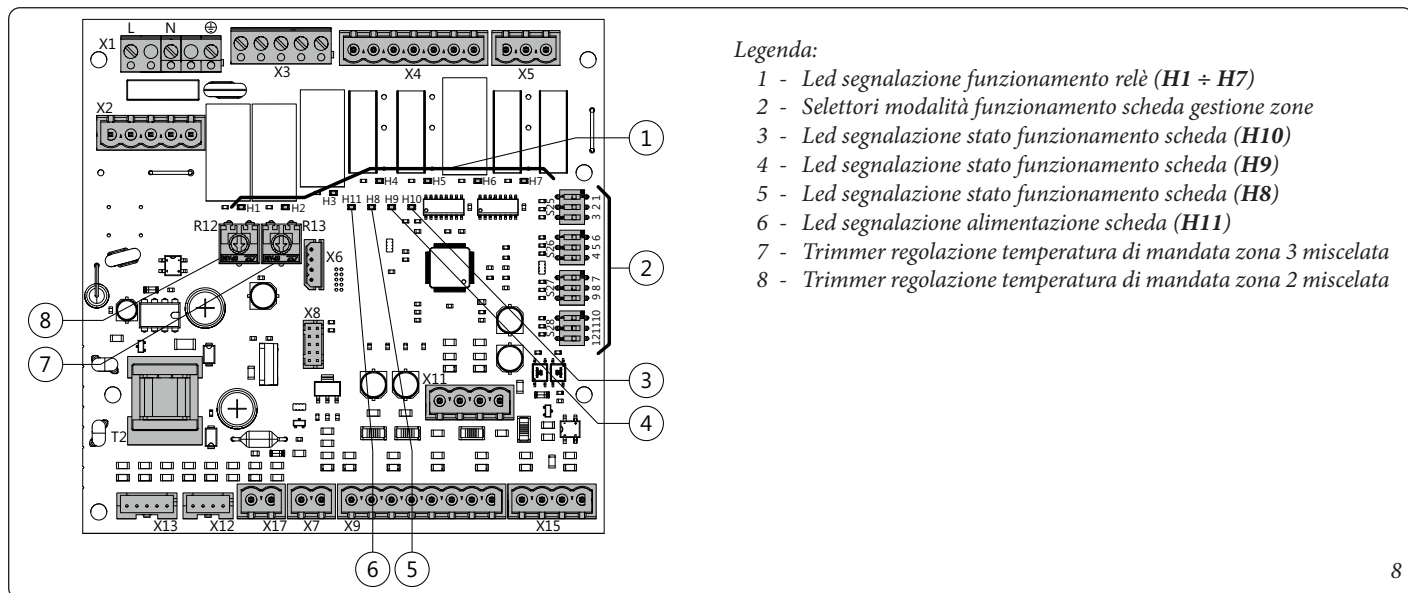 L N
X1
X3
X4
X5
X2
1
H4 H5 H6 H7
H3
H1 H2
H11 H8 H9 H10
S25
3 2 1
R12 R13
X6
S26
4 5 6
2
S27
9 8 7
8
X8
S28
12 11 10
7
X11
3
4
T2
X13 X12 X17 X7 X9 X15
6 5
Legenda:
1 - Led segnalazione funzionamento relè (H1 ÷ H7)
2 - Selettori modalità funzionamento scheda gestione zone
3 - Led segnalazione stato funzionamento scheda (H10)
4 - Led segnalazione stato funzionamento scheda (H9)
5 - Led segnalazione stato funzionamento scheda (H8)
6 - Led segnalazione alimentazione scheda (H11)
7 - Trimmer regolazione temperatura di mandata zona 3 miscelata
8 - Trimmer regolazione temperatura di mandata zona 2 miscelata
8